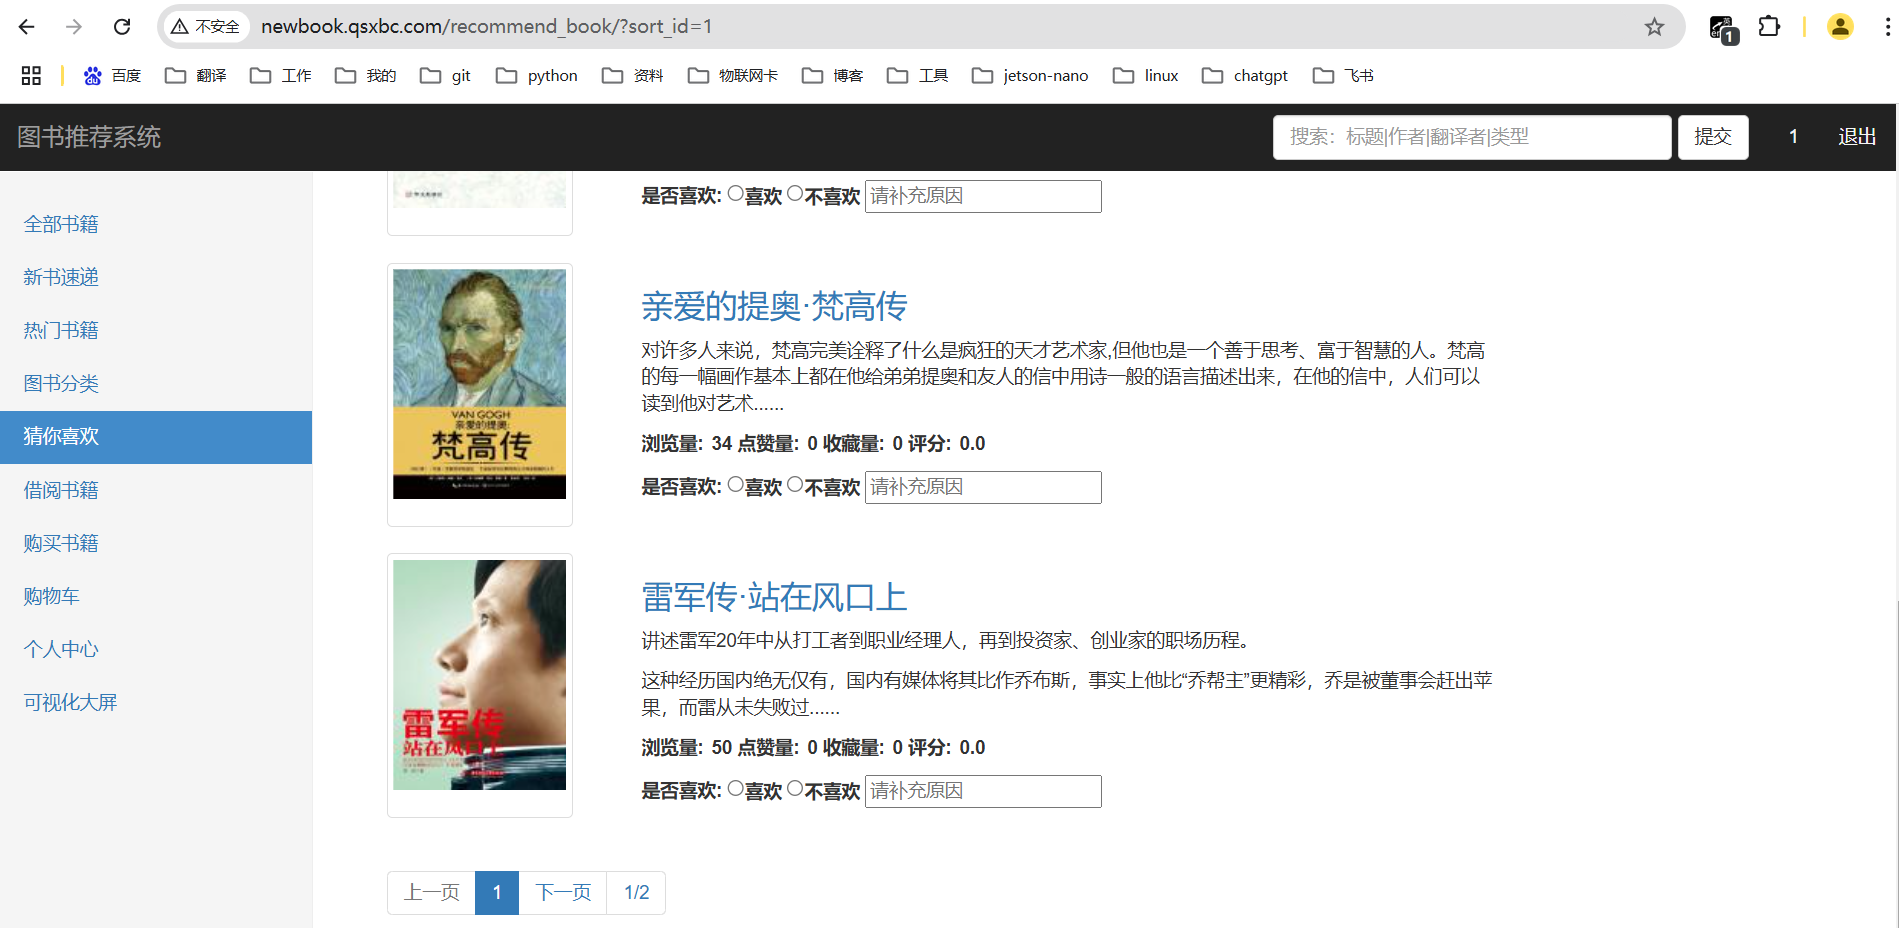 不安全 newbook.qsxbc.com/recommend_book/?sort_id=1
1
百度 翻译 工作 我的 git python 资料 物联网卡 博客 工具 jetson-nano linux chatgpt 飞书
图书推荐系统 搜索：标题|作者|翻译者|类型 提交 1 退出
全部书籍
新书速递
热门书籍
图书分类
猜你喜欢
借阅书籍
购买书籍
购物车
个人中心
可视化大屏
是否喜欢: 喜欢 不喜欢 请补充原因
VAN GOGH
亲爱的提奥:
梵高传
亲爱的提奥·梵高传
对许多人来说，梵高完美诠释了什么是疯狂的天才艺术家,但他也是一个善于思考、富于智慧的人。梵高
的每一幅画作基本上都在他给弟弟提奥和友人的信中用诗一般的语言描述出来，在他的信中，人们可以
读到他对艺术......
浏览量: 34 点赞量: 0 收藏量: 0 评分: 0.0
是否喜欢: 喜欢 不喜欢 请补充原因
雷军传
站在风口上
雷军传·站在风口上
讲述雷军20年中从打工者到职业经理人，再到投资家、创业家的职场历程。
这种经历国内绝无仅有，国内有媒体将其比作乔布斯，事实上他比“乔帮主”更精彩，乔是被董事会赶出苹
果，而雷从未失败过......
浏览量: 50 点赞量: 0 收藏量: 0 评分: 0.0
是否喜欢: 喜欢 不喜欢 请补充原因
上一页 1 下一页 1/2